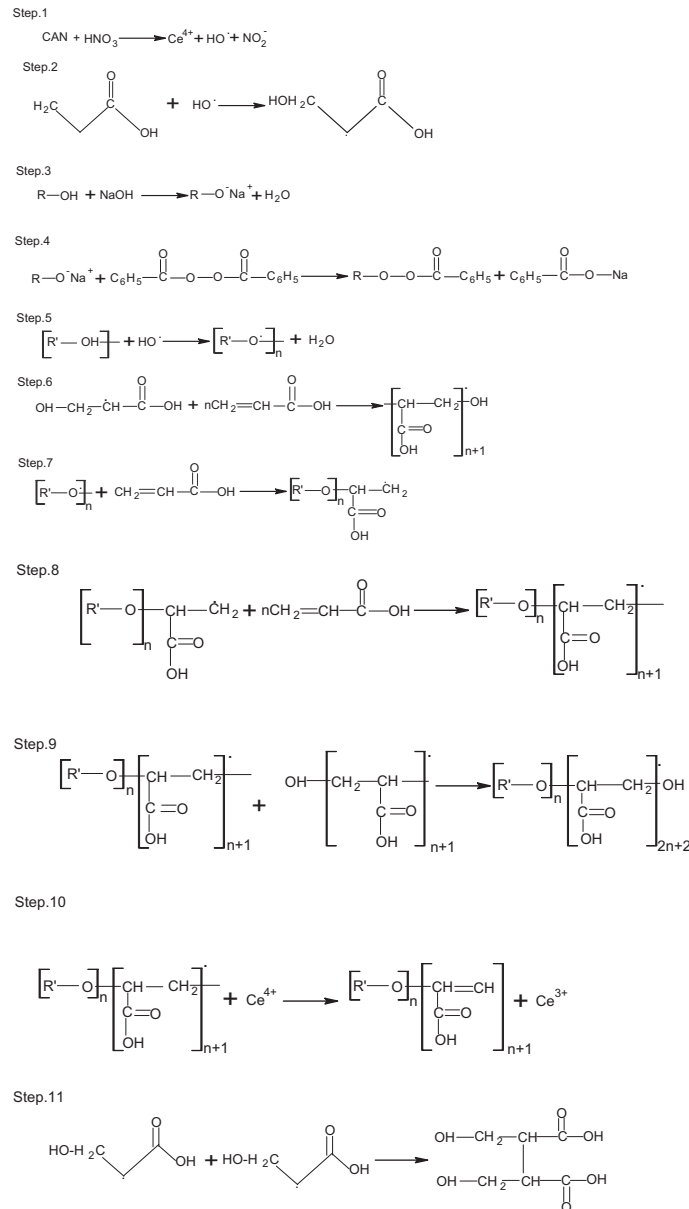 Step.1
CAN + HNO₃ Ce⁴⁺ + HO˙ + NO₂⁻
Step.2
O
H₂C C + HO˙ HOH₂C C
OH OH
Step.3
R—OH + NaOH R—O⁻Na⁺ + H₂O
Step.4
O O O O
R—O⁻Na⁺ + C₆H₅—C—O—O—C—C₆H₅ R—O—O—C—C₆H₅ + C₆H₅—C—O—Na
Step.5
[R'—OH] + HO˙ [R'—O˙]n + H₂O
Step.6
O O
OH—CH₂—ĊH—C—OH + nCH₂=CH—C—OH [CH—CH₂]˙OH
C=O
OH n+1
Step.7
O
[R'—O˙]n + CH₂=CH—C—OH [R'—O]n CH—ĊH₂
C=O
OH
Step.8
O
[R'—O]n CH—ĊH₂ + nCH₂=CH—C—OH [R'—O]n [CH—CH₂]˙
C=O C=O
OH OH n+1
Step.9
[R'—O]n [CH—CH₂]˙ + OH [CH₂—CH]˙ [R'—O]n [CH—CH₂]˙OH
C=O C=O C=O
OH n+1 OH n+1 OH 2n+2
Step.10
[R'—O]n [CH—CH₂]˙ + Ce⁴⁺ [R'—O]n [CH=CH] + Ce³⁺
C=O C=O
OH n+1 OH n+1
Step.11
O O O
HO-H₂C OH + HO-H₂C OH OH—CH₂—CH—C—OH
OH—CH₂—CH—C—OH
O